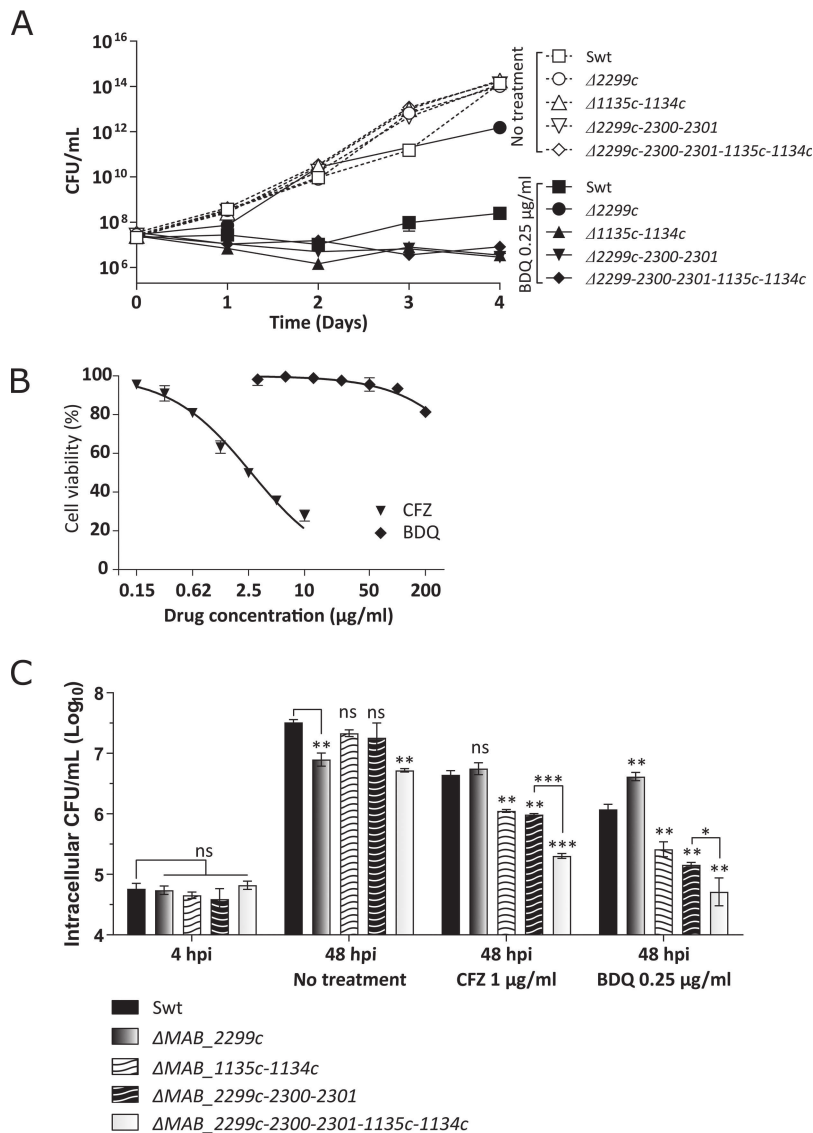 A
CFU/mL
10^16
10^14
10^12
10^10
10^8
10^6
0 1 2 3 4
Time (Days)
No treatment
Swt
Δ2299c
Δ1135c-1134c
Δ2299c-2300-2301
Δ2299c-2300-2301-1135c-1134c
BDQ 0.25 µg/ml
Swt
Δ2299c
Δ1135c-1134c
Δ2299c-2300-2301
Δ2299-2300-2301-1135c-1134c
B
Cell viability (%)
100
80
60
40
20
0
CFZ
BDQ
0.15 0.62 2.5 10 50 200
Drug concentration (µg/ml)
C
Intracellular CFU/mL (Log10)
8
7
6
5
4
ns
** ns ns **
ns ** ** *** ***
** ** ** * **
4 hpi 48 hpi 48 hpi 48 hpi
No treatment CFZ 1 µg/ml BDQ 0.25 µg/ml
Swt
ΔMAB_2299c
ΔMAB_1135c-1134c
ΔMAB_2299c-2300-2301
ΔMAB_2299c-2300-2301-1135c-1134c